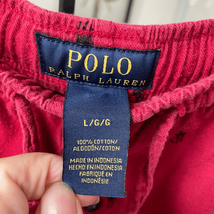 POLO
RALPH LAUREN
L/G/G
100% COTTON/
ALGODÓN/COTON
MADE IN INDONESIA
HECHO EN INDONESIA
FABRIQUÉ EN
INDONÉSIE